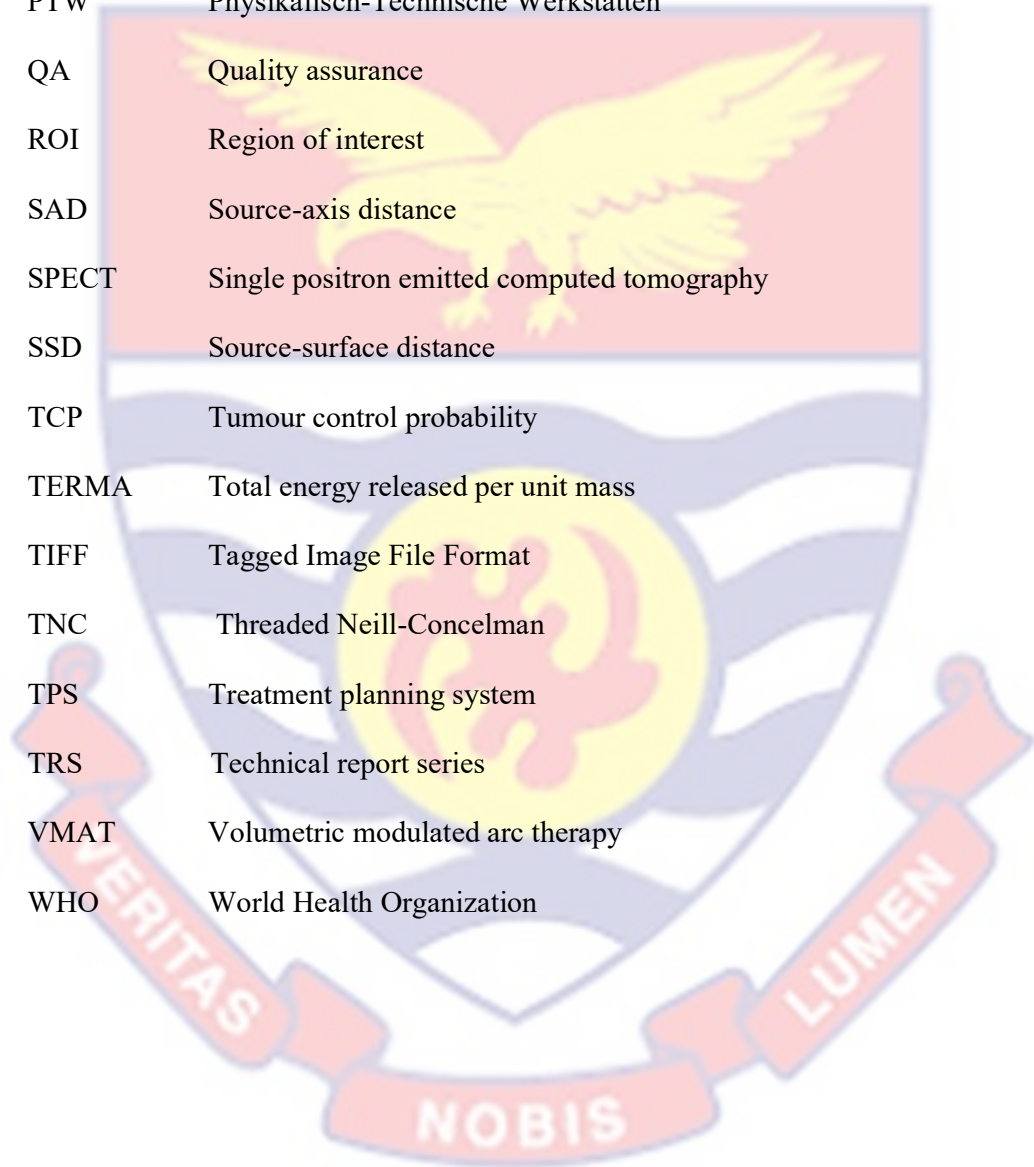 PTW Physikalisch-Technische Werkstätten
QA Quality assurance
ROI Region of interest
SAD Source-axis distance
SPECT Single positron emitted computed tomography
SSD Source-surface distance
TCP Tumour control probability
TERMA Total energy released per unit mass
TIFF Tagged Image File Format
TNC Threaded Neill-Concelman
TPS Treatment planning system
TRS Technical report series
VMAT Volumetric modulated arc therapy
WHO World Health Organization
VERITAS
NOBIS
LUMEN